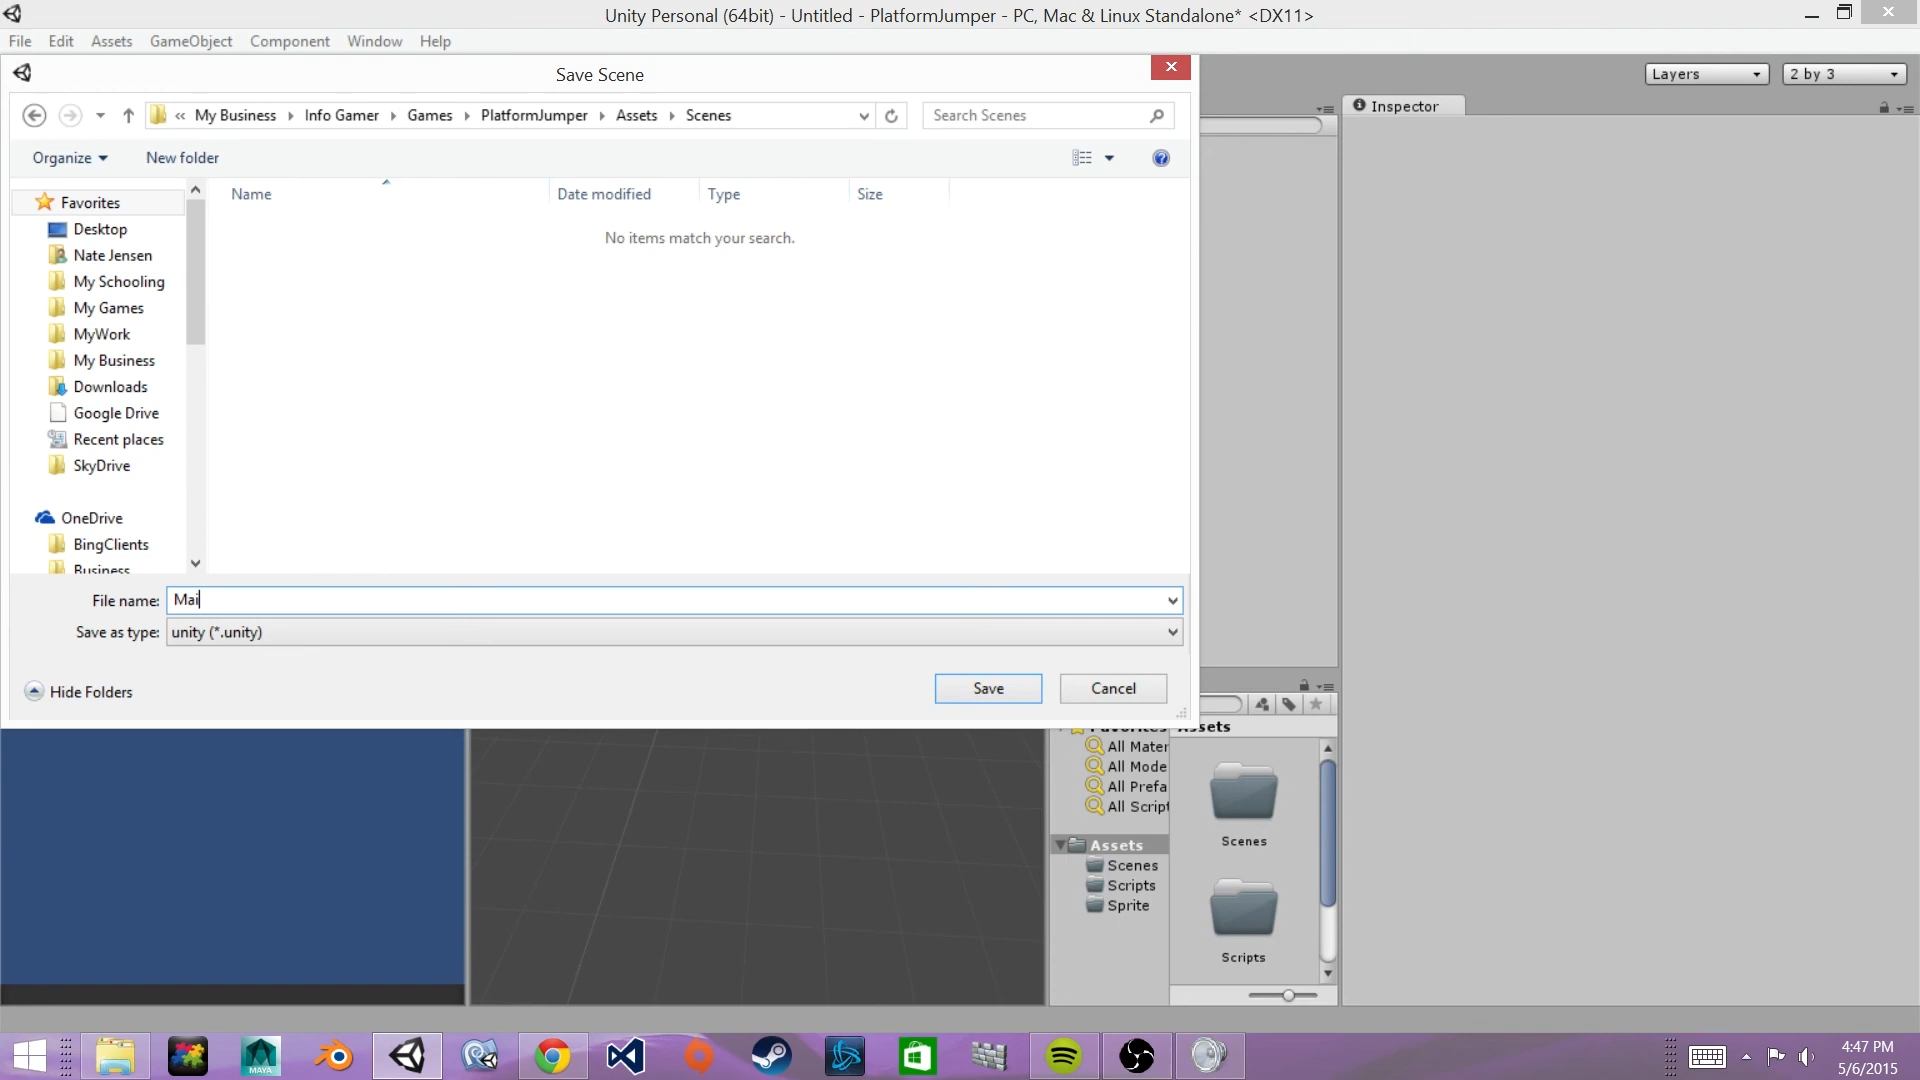 Unity Personal (64bit) - Untitled - PlatformJumper - PC, Mac & Linux Standalone* <DX11>
File Edit Assets GameObject Component Window Help
Save Scene
Layers
2 by 3
« My Business Info Gamer Games PlatformJumper Assets Scenes
Search Scenes
Inspector
Organize
New folder
Name Date modified Type Size
No items match your search.
Favorites
Desktop
Nate Jensen
My Schooling
My Games
MyWork
My Business
Downloads
Google Drive
Recent places
SkyDrive
OneDrive
BingClients
Business
File name: Mai
Save as type: unity (*.unity)
Hide Folders
Save
Cancel
Favorites
Assets
All Mater
All Mode
All Prefa
All Script
Assets
Scenes
Scripts
Sprite
Scenes
Scripts
MAYA
4:47 PM
5/6/2015